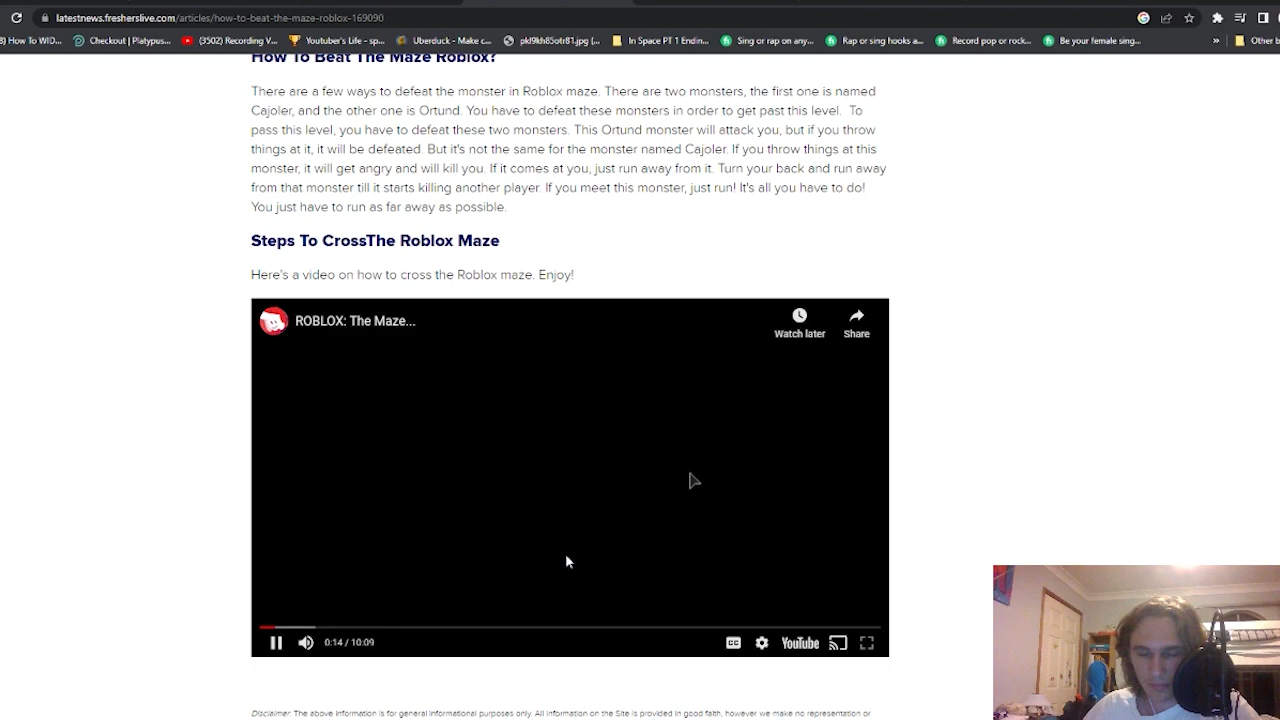 latestnews.fresherslive.com/articles/how-to-beat-the-maze-roblox-169090
3) How To WID... Checkout | Platypus... (3502) Recording V... Youtuber's Life - sp... Uberduck - Make c... pkl9kh85otr81.jpg (... In Space PT 1 Endin... Sing or rap on any... Rap or sing hooks a... Record pop or rock... Be your female sing... » Other b
How To Beat The Maze Roblox?
There are a few ways to defeat the monster in Roblox maze. There are two monsters, the first one is named
Cajoler, and the other one is Ortund. You have to defeat these monsters in order to get past this level. To
pass this level, you have to defeat these two monsters. This Ortund monster will attack you, but if you throw
things at it, it will be defeated. But it's not the same for the monster named Cajoler. If you throw things at this
monster, it will get angry and will kill you. If it comes at you, just run away from it. Turn your back and run away
from that monster till it starts killing another player. If you meet this monster, just run! It's all you have to do!
You just have to run as far away as possible.
Steps To CrossThe Roblox Maze
Here's a video on how to cross the Roblox maze. Enjoy!
ROBLOX: The Maze...
Watch later
Share
0:14 / 10:09
CC
YouTube
Disclaimer: The above information is for general informational purposes only. All information on the Site is provided in good faith, however we make no representation or